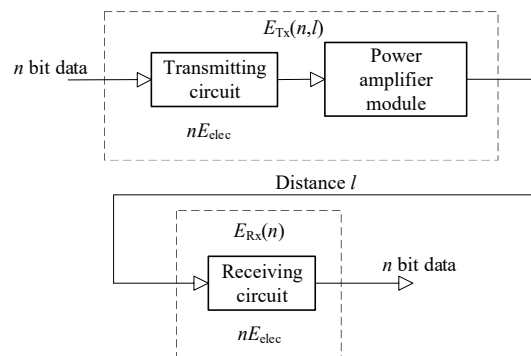 E_Tx(n,l)
n bit data
Transmitting
circuit
Power
amplifier
module
nE_elec
Distance l
E_Rx(n)
Receiving
circuit
n bit data
nE_elec